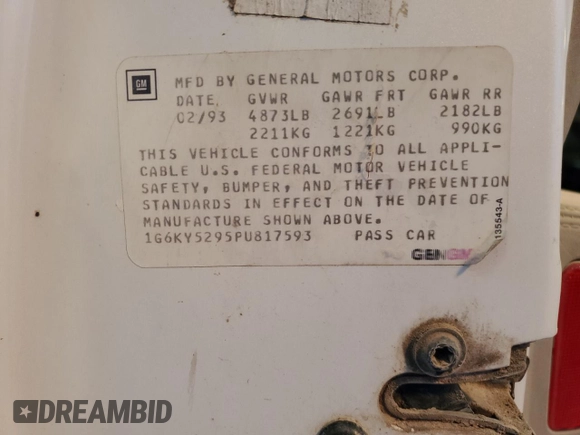 GM
MFD BY GENERAL MOTORS CORP.
DATE GVWR GAWR FRT GAWR RR
02/93 4873LB 2691LB 2182LB
2211KG 1221KG 990KG
THIS VEHICLE CONFORMS TO ALL APPLI-
CABLE U.S. FEDERAL MOTOR VEHICLE
SAFETY, BUMPER, AND THEFT PREVENTION
STANDARDS IN EFFECT ON THE DATE OF
MANUFACTURE SHOWN ABOVE.
1G6KY5295PU817593 PASS CAR
135543-A
GENGM
DREAMBID